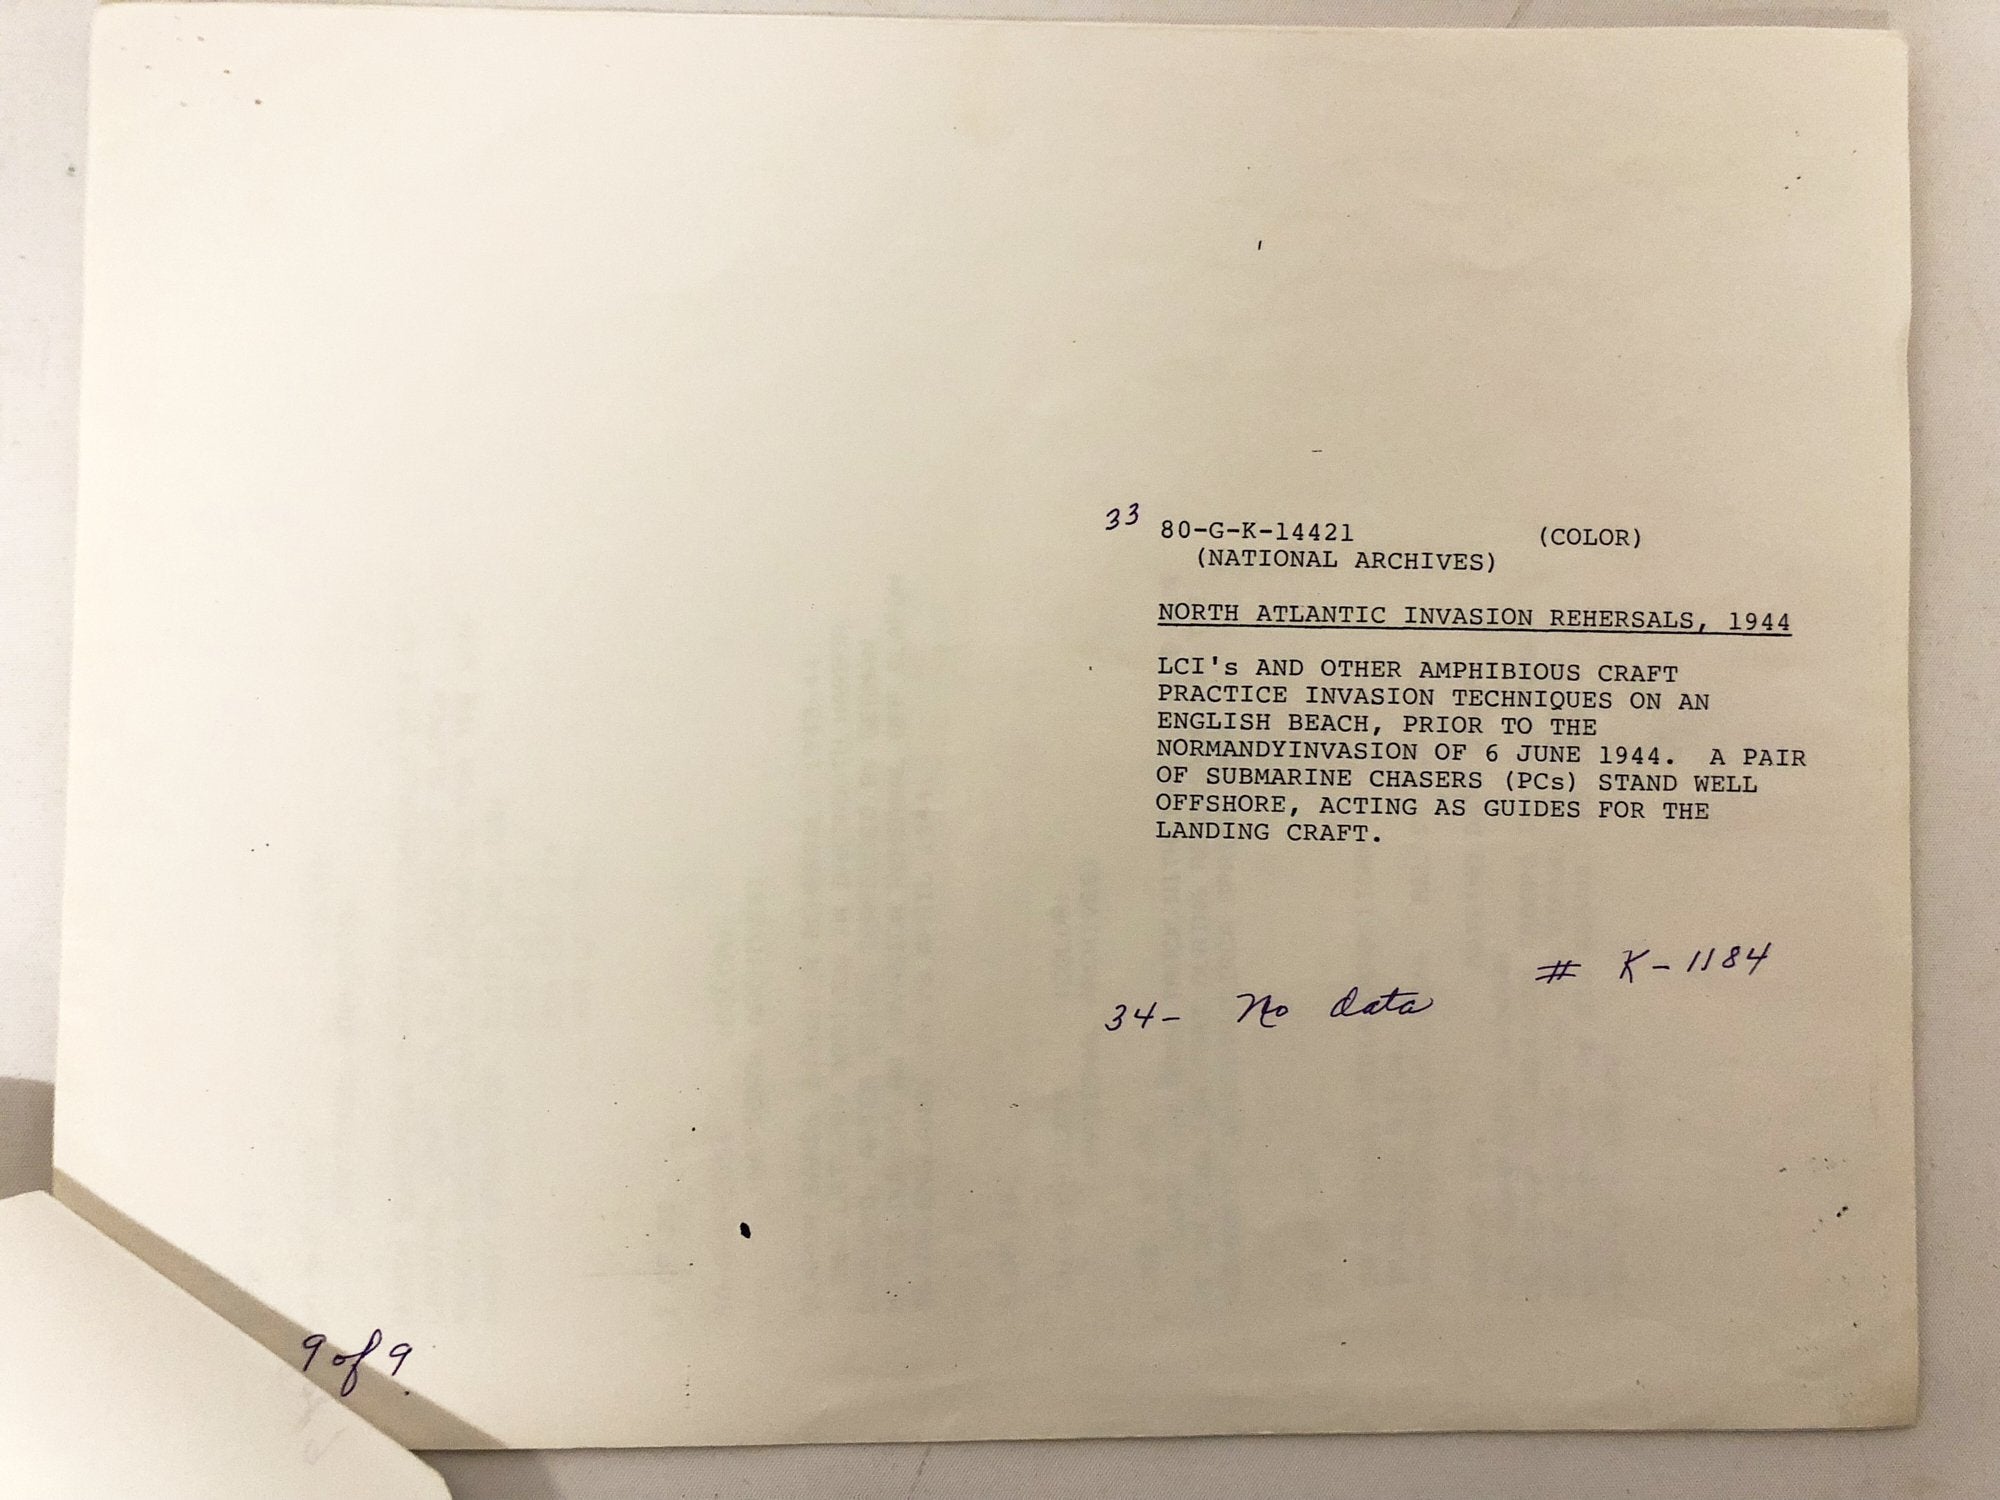 33 80-G-K-14421 (COLOR)
(NATIONAL ARCHIVES)
NORTH ATLANTIC INVASION REHERSALS, 1944
LCI's AND OTHER AMPHIBIOUS CRAFT
PRACTICE INVASION TECHNIQUES ON AN
ENGLISH BEACH, PRIOR TO THE
NORMANDYINVASION OF 6 JUNE 1944. A PAIR
OF SUBMARINE CHASERS (PCs) STAND WELL
OFFSHORE, ACTING AS GUIDES FOR THE
LANDING CRAFT.
# K-1184
34- No data
9 of 9